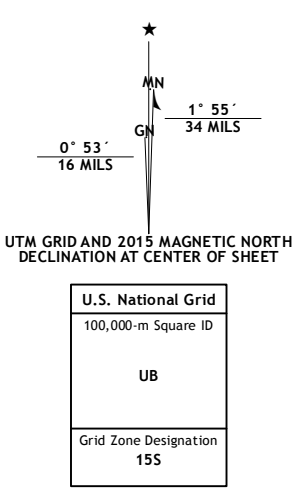 ★
MN
1° 55´
34 MILS
GN
0° 53´
16 MILS
UTM GRID AND 2015 MAGNETIC NORTH
DECLINATION AT CENTER OF SHEET
U.S. National Grid
100,000-m Square ID
UB
Grid Zone Designation
15S